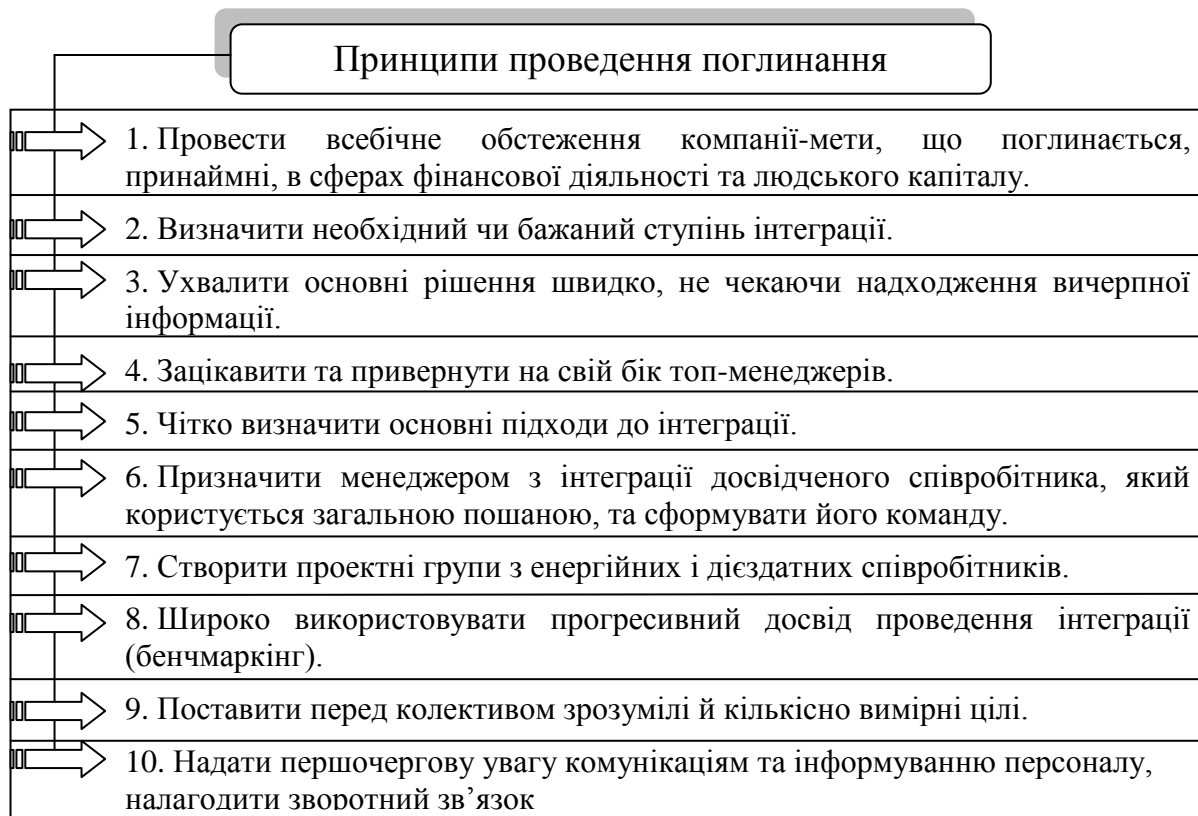 Принципи проведення поглинання
1. Провести всебічне обстеження компанії-мети, що поглинається,
принаймні, в сферах фінансової діяльності та людського капіталу.
2. Визначити необхідний чи бажаний ступінь інтеграції.
3. Ухвалити основні рішення швидко, не чекаючи надходження вичерпної
інформації.
4. Зацікавити та привернути на свій бік топ-менеджерів.
5. Чітко визначити основні підходи до інтеграції.
6. Призначити менеджером з інтеграції досвідченого співробітника, який
користується загальною пошаною, та сформувати його команду.
7. Створити проектні групи з енергійних і дієздатних співробітників.
8. Широко використовувати прогресивний досвід проведення інтеграції
(бенчмаркінг).
9. Поставити перед колективом зрозумілі й кількісно вимірні цілі.
10. Надати першочергову увагу комунікаціям та інформуванню персоналу,
налагодити зворотний зв’язок